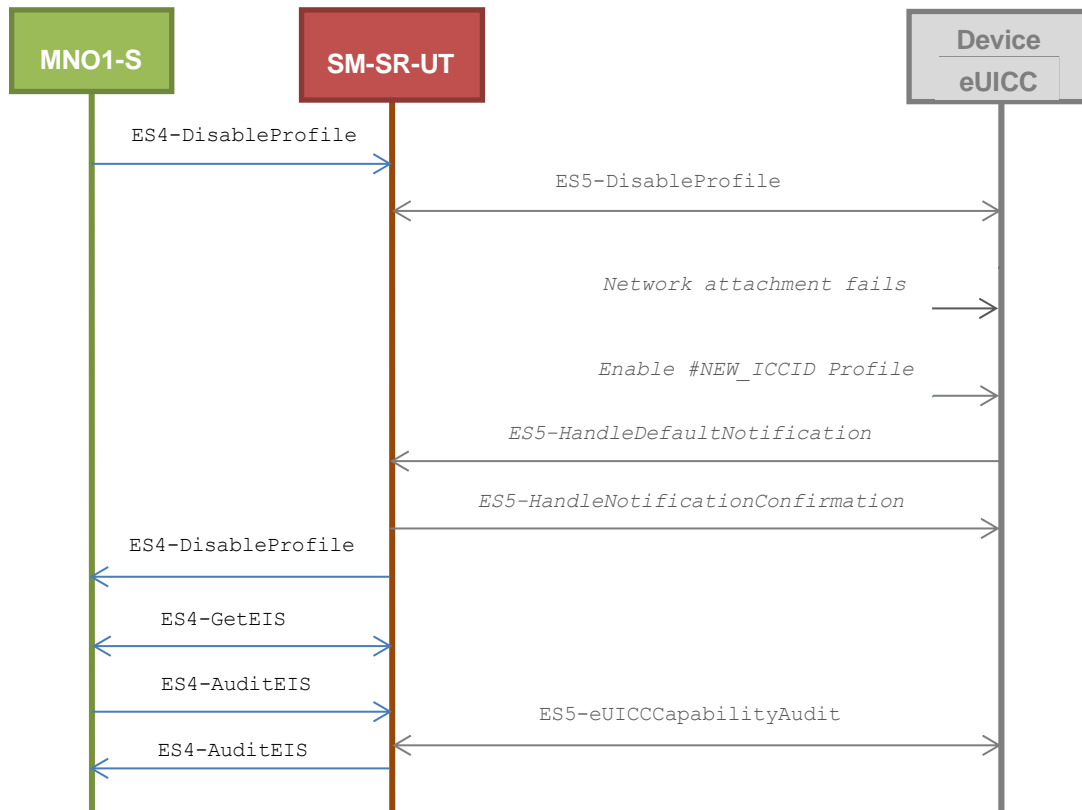 MNO1-S
SM-SR-UT
Device
eUICC
ES4-DisableProfile
ES5-DisableProfile
Network attachment fails
Enable #NEW_ICCID Profile
ES5-HandleDefaultNotification
ES5-HandleNotificationConfirmation
ES4-DisableProfile
ES4-GetEIS
ES4-AuditEIS
ES5-eUICCCapabilityAudit
ES4-AuditEIS